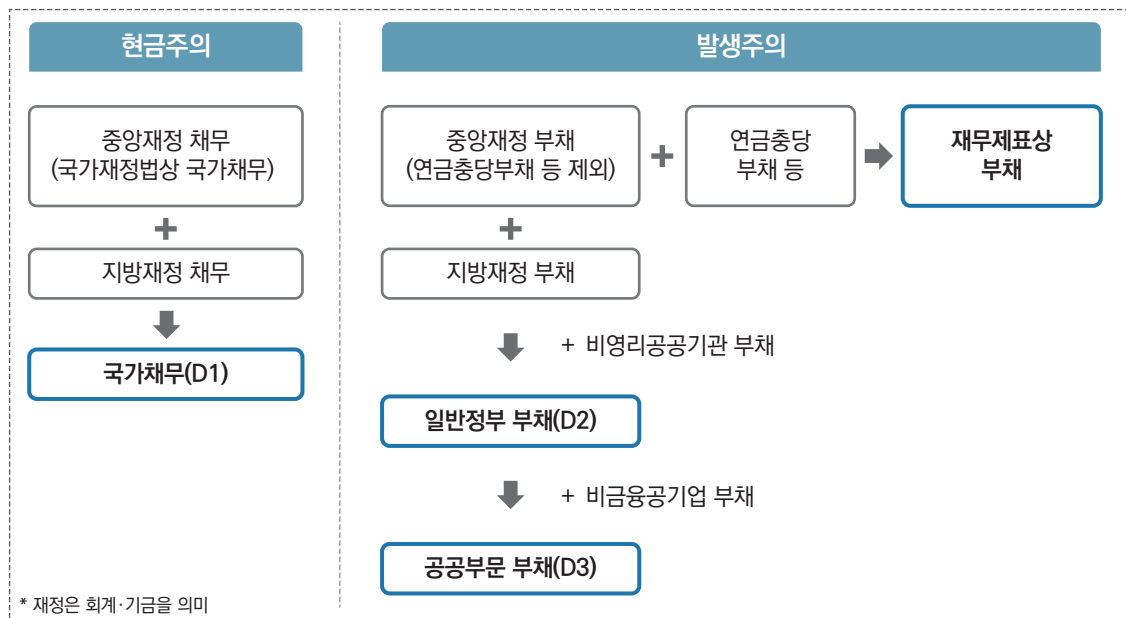 현금주의
중앙재정 채무
(국가재정법상 국가채무)
+
지방재정 채무
국가채무(D1)
* 재정은 회계·기금을 의미
발생주의
중앙재정 부채
(연금충당부채 등 제외)
+
연금충당
부채 등
재무제표상
부채
+
지방재정 부채
+ 비영리공공기관 부채
일반정부 부채(D2)
+ 비금융공기업 부채
공공부문 부채(D3)